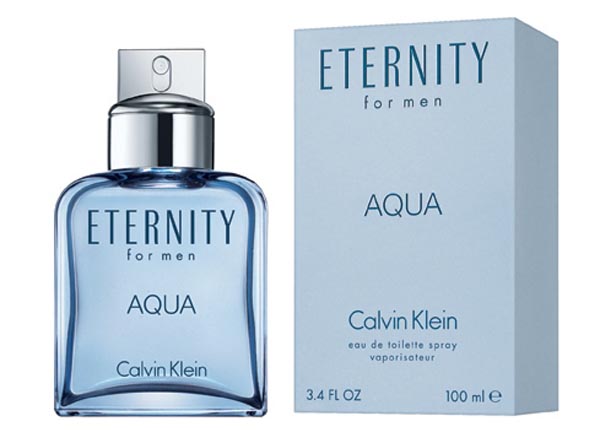 ETERNITY
for men
AQUA
Calvin Klein
ETERNITY
for men
AQUA
Calvin Klein
eau de toilette spray
vaporisateur
3.4 FL OZ 100 ml ℮